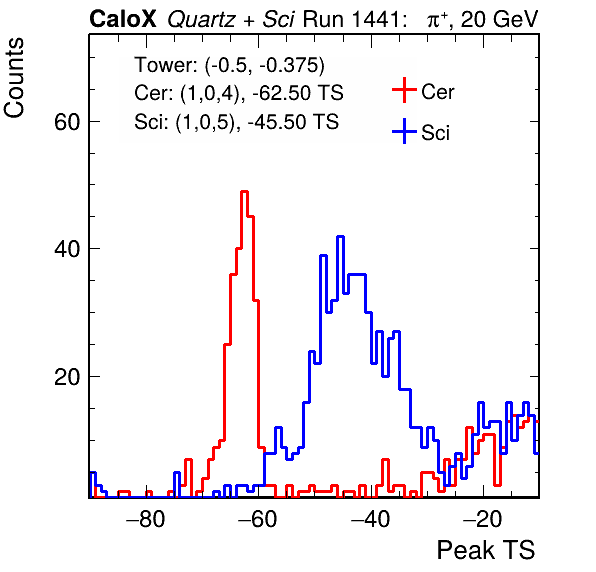 CaloX Quartz + Sci Run 1441: π⁺, 20 GeV
Counts
Tower: (-0.5, -0.375)
Cer: (1,0,4), -62.50 TS
Sci: (1,0,5), -45.50 TS
Cer
Sci
60
40
20
−80 −60 −40 −20
Peak TS